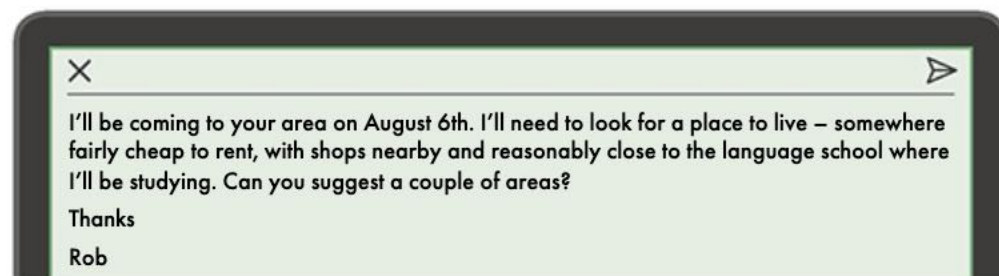 I'll be coming to your area on August 6th. I'll need to look for a place to live – somewhere
fairly cheap to rent, with shops nearby and reasonably close to the language school where
I'll be studying. Can you suggest a couple of areas?
Thanks
Rob